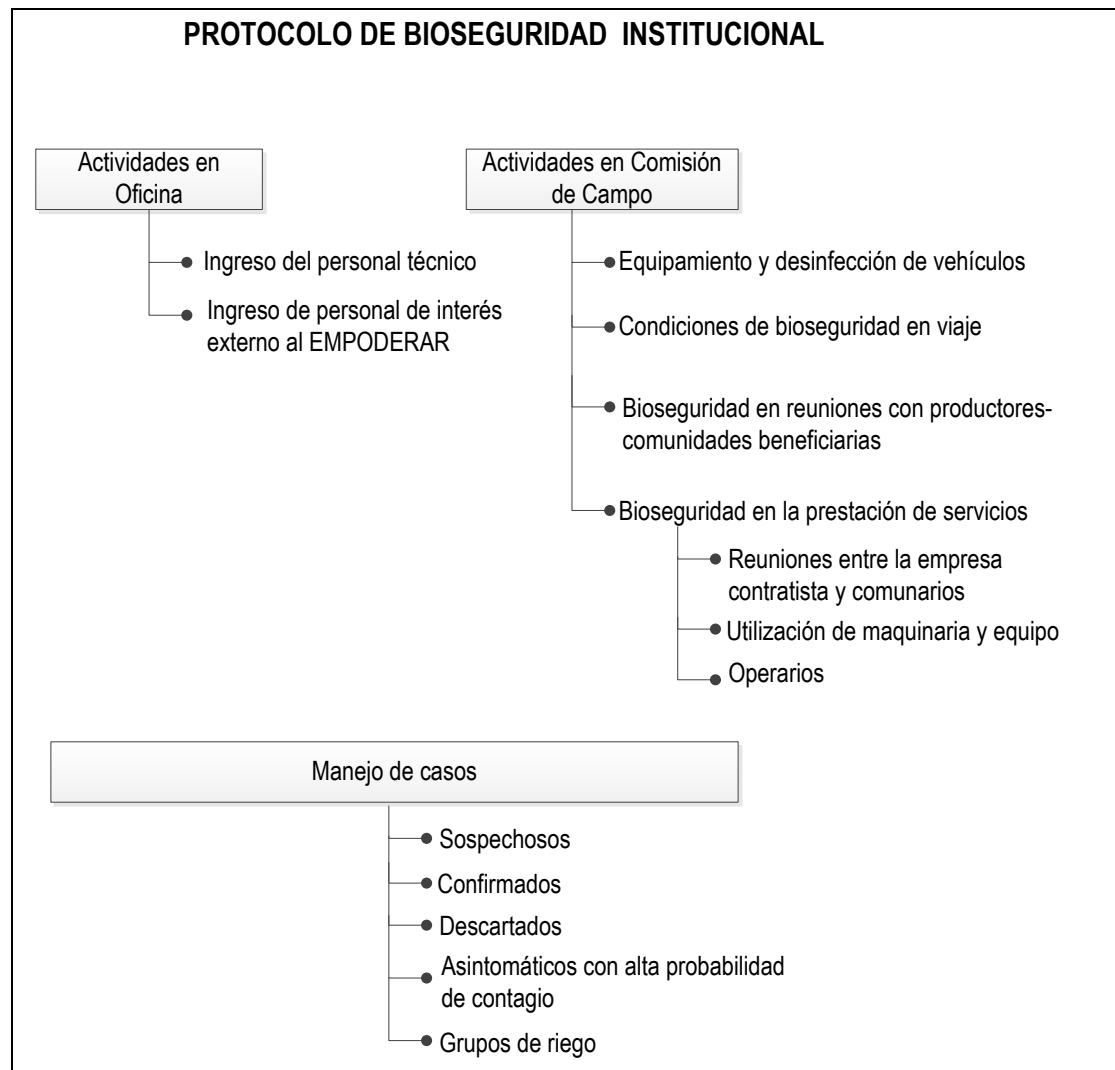 PROTOCOLO DE BIOSEGURIDAD INSTITUCIONAL
Actividades en
Oficina
Ingreso del personal técnico
Ingreso de personal de interés
externo al EMPODERAR
Actividades en Comisión
de Campo
Equipamiento y desinfección de vehículos
Condiciones de bioseguridad en viaje
Bioseguridad en reuniones con productores-
comunidades beneficiarias
Bioseguridad en la prestación de servicios
Reuniones entre la empresa
contratista y comunarios
Utilización de maquinaria y equipo
Operarios
Manejo de casos
Sospechosos
Confirmados
Descartados
Asintomáticos con alta probabilidad
de contagio
Grupos de riego